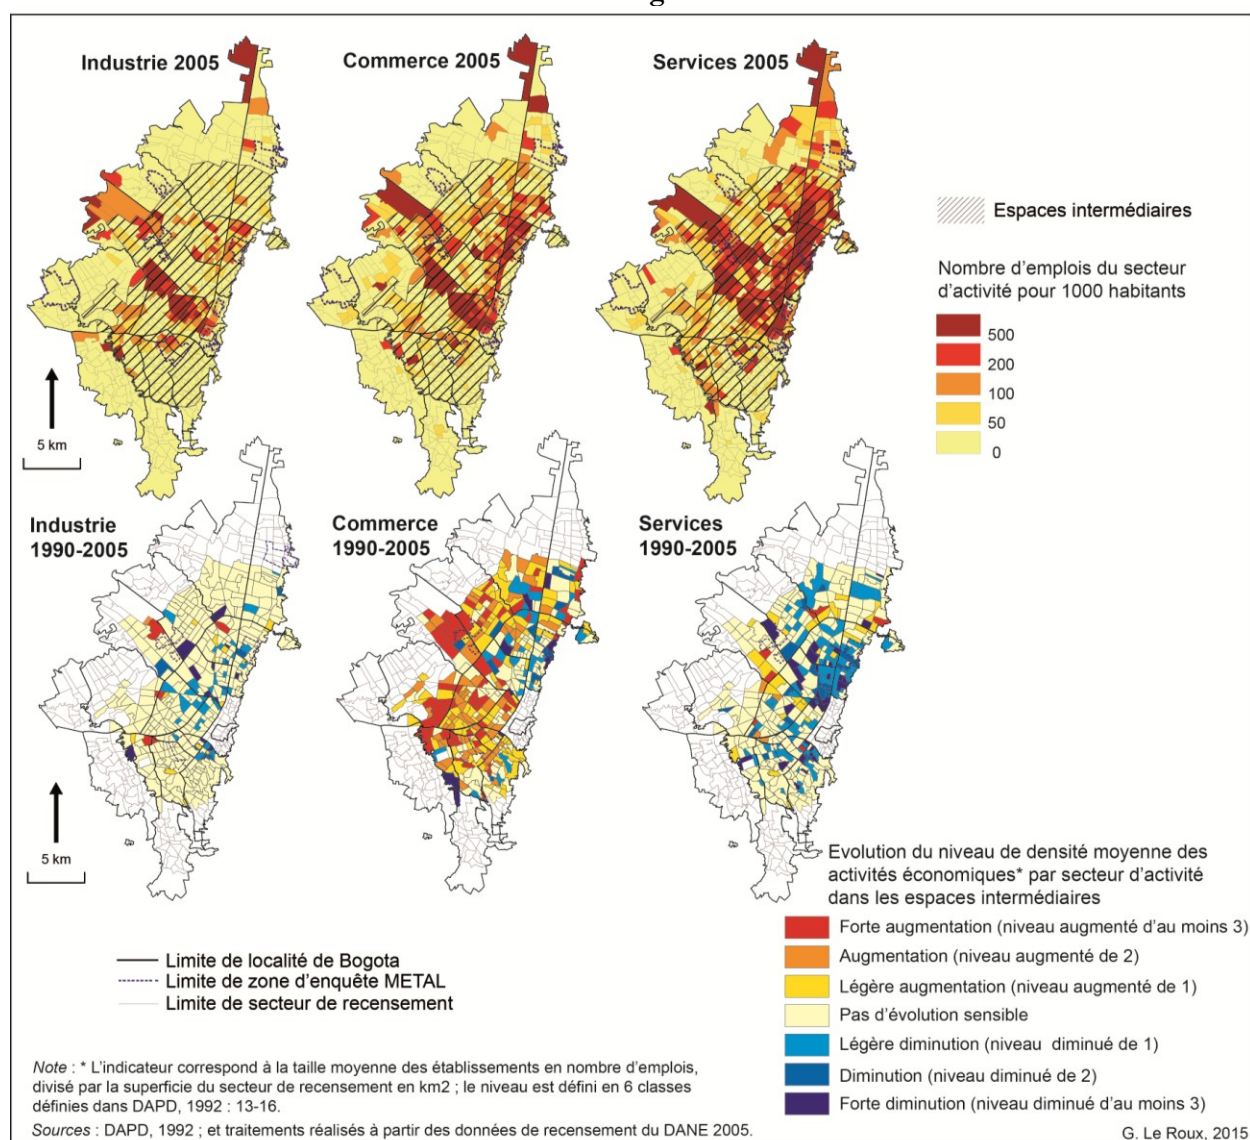 Industrie 2005
Commerce 2005
Services 2005
Espaces intermédiaires
Nombre d'emplois du secteur
d'activité pour 1000 habitants
500
200
100
50
0
5 km
Industrie
1990-2005
Commerce
1990-2005
Services
1990-2005
5 km
Evolution du niveau de densité moyenne des
activités économiques* par secteur d'activité
dans les espaces intermédiaires
Forte augmentation (niveau augmenté d'au moins 3)
Augmentation (niveau augmenté de 2)
Légère augmentation (niveau augmenté de 1)
Pas d'évolution sensible
Légère diminution (niveau diminué de 1)
Diminution (niveau diminué de 2)
Forte diminution (niveau diminué d'au moins 3)
Limite de localité de Bogota
Limite de zone d'enquête METAL
Limite de secteur de recensement
Note : * L'indicateur correspond à la taille moyenne des établissements en nombre d'emplois,
divisé par la superficie du secteur de recensement en km2 ; le niveau est défini en 6 classes
définies dans DAPD, 1992 : 13-16.
Sources : DAPD, 1992 ; et traitements réalisés à partir des données de recensement du DANE 2005.
G. Le Roux, 2015